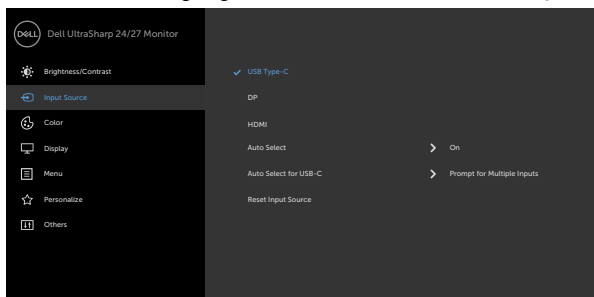 DELL Dell UltraSharp 24/27 Monitor
Brightness/Contrast
USB Type-C
Input Source
DP
Color
HDMI
Display
Auto Select On
Menu
Auto Select for USB-C Prompt for Multiple Inputs
Personalize
Reset Input Source
Others